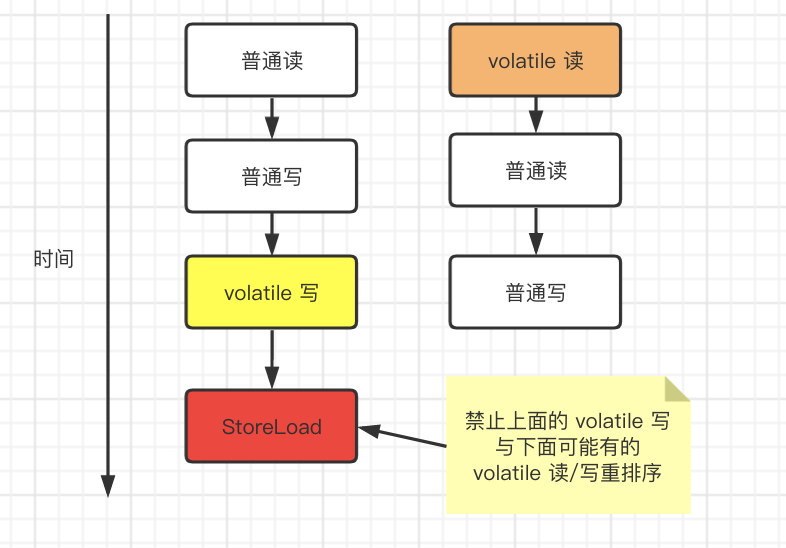 时间
普通读
普通写
volatile 写
StoreLoad
volatile 读
普通读
普通写
禁止上面的 volatile 写
与下面可能有的
volatile 读/写重排序